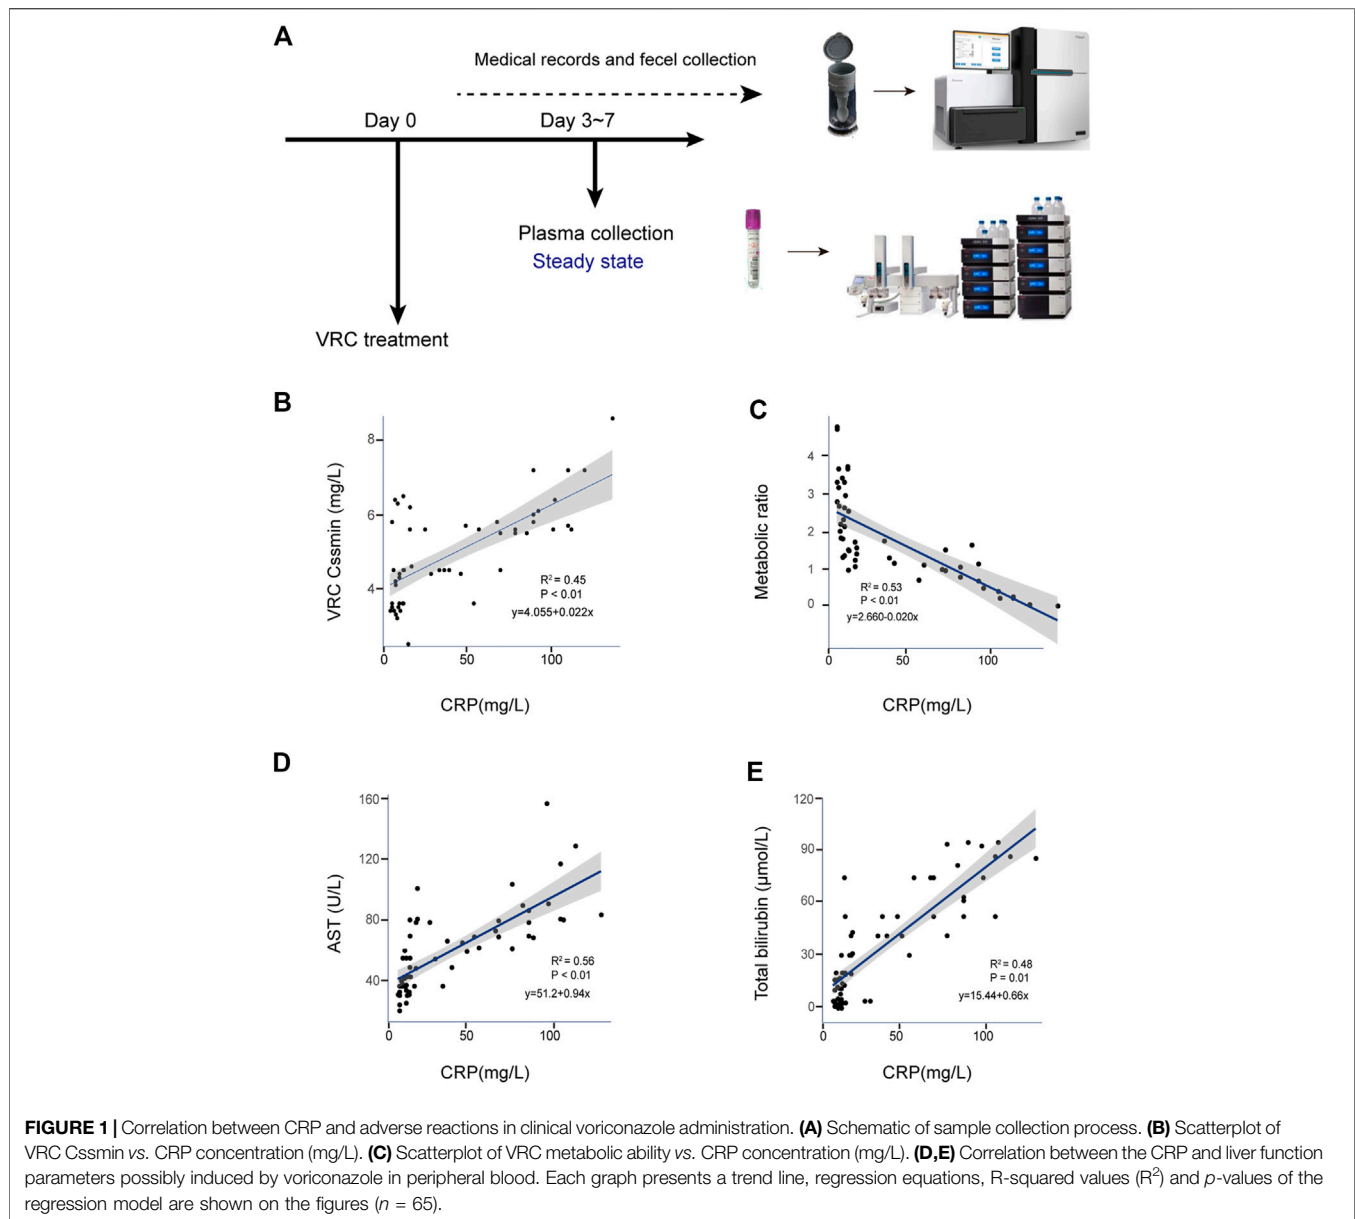 A
Medical records and fecel collection
Day 0
Day 3~7
Plasma collection
Steady state
VRC treatment
B
VRC Cssmin (mg/L)
8
6
4
R² = 0.45
P < 0.01
y=4.055+0.022x
0
50
100
CRP(mg/L)
C
Metabolic ratio
4
3
2
1
0
R² = 0.53
P < 0.01
y=2.660-0.020x
0
50
100
CRP(mg/L)
D
AST (U/L)
160
120
80
40
R² = 0.56
P < 0.01
y=51.2+0.94x
0
50
100
CRP(mg/L)
E
Total bilirubin (µmol/L)
120
90
60
30
0
R² = 0.48
P = 0.01
y=15.44+0.66x
0
50
100
CRP(mg/L)
FIGURE 1 | Correlation between CRP and adverse reactions in clinical voriconazole administration. (A) Schematic of sample collection process. (B) Scatterplot of
VRC Cssmin vs. CRP concentration (mg/L). (C) Scatterplot of VRC metabolic ability vs. CRP concentration (mg/L). (D,E) Correlation between the CRP and liver function
parameters possibly induced by voriconazole in peripheral blood. Each graph presents a trend line, regression equations, R-squared values (R²) and p-values of the
regression model are shown on the figures (n = 65).